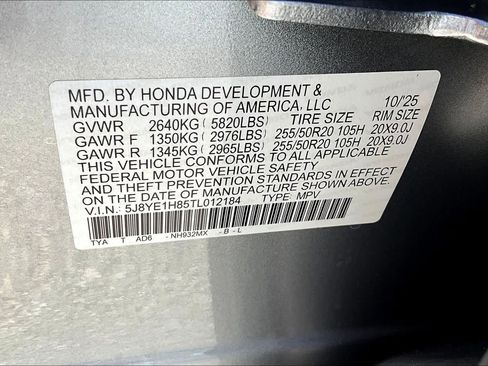 MFD. BY HONDA DEVELOPMENT &
MANUFACTURING OF AMERICA, LLC 10/'25
GVWR 2640KG ( 5820LBS) TIRE SIZE RIM SIZE
GAWR F 1350KG ( 2976LBS) 255/50R20 105H 20X9.0J
GAWR R 1345KG ( 2965LBS) 255/50R20 105H 20X9.0J
THIS VEHICLE CONFORMS TO ALL APPLICABLE
FEDERAL MOTOR VEHICLE SAFETY
AND THEFT PREVENTION STANDARDS IN EFFECT
ON THE DATE OF MANUFACTURE SHOWN ABOVE.
V.I.N.: 5J8YE1H85TL012184 TYPE: MPV
TYA T AD6 - NH932MX - B - L